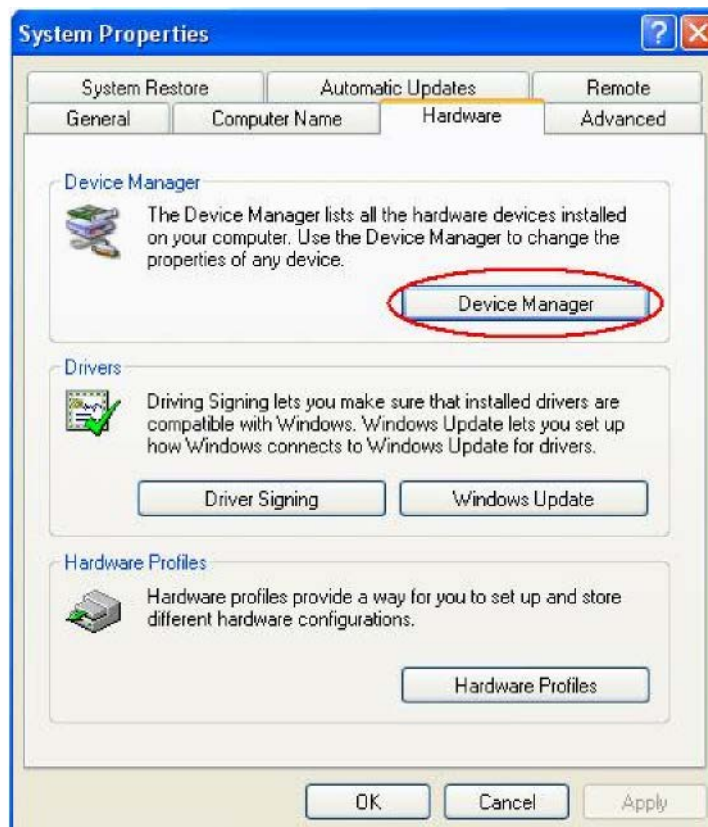 System Properties
System Restore
Automatic Updates
Remote
General
Computer Name
Hardware
Advanced
Device Manager
The Device Manager lists all the hardware devices installed
on your computer. Use the Device Manager to change the
properties of any device.
Device Manager
Drivers
Driving Signing lets you make sure that installed drivers are
compatible with Windows. Windows Update lets you set up
how Windows connects to Windows Update for drivers.
Driver Signing
Windows Update
Hardware Profiles
Hardware profiles provide a way for you to set up and store
different hardware configurations.
Hardware Profiles
OK
Cancel
Apply